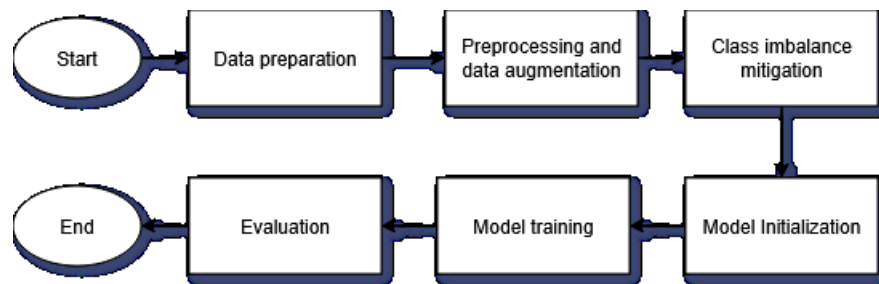 Start
Data preparation
Preprocessing and
data augmentation
Class imbalance
mitigation
Model Initialization
Model training
Evaluation
End